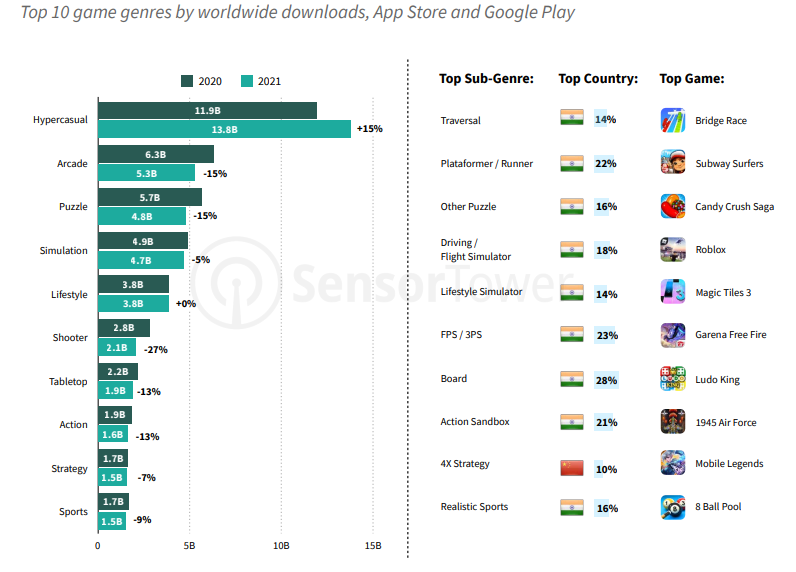 Top 10 game genres by worldwide downloads, App Store and Google Play
2020 2021
Top Sub-Genre: Top Country: Top Game:
Hypercasual 11.9B 13.8B +15% Traversal 14% Bridge Race
Arcade 6.3B 5.3B -15% Plataformer / Runner 22% Subway Surfers
Puzzle 5.7B 4.8B -15% Other Puzzle 16% Candy Crush Saga
Simulation 4.9B 4.7B -5% Driving /
Flight Simulator 18% Roblox
Lifestyle 3.8B 3.8B +0% Lifestyle Simulator 14% Magic Tiles 3
Shooter 2.8B 2.1B -27% FPS / 3PS 23% Garena Free Fire
Tabletop 2.2B 1.9B -13% Board 28% Ludo King
Action 1.9B 1.6B -13% Action Sandbox 21% 1945 Air Force
Strategy 1.7B 1.5B -7% 4X Strategy 10% Mobile Legends
Sports 1.7B 1.5B -9% Realistic Sports 16% 8 Ball Pool
0 5B 10B 15B
SensorTower